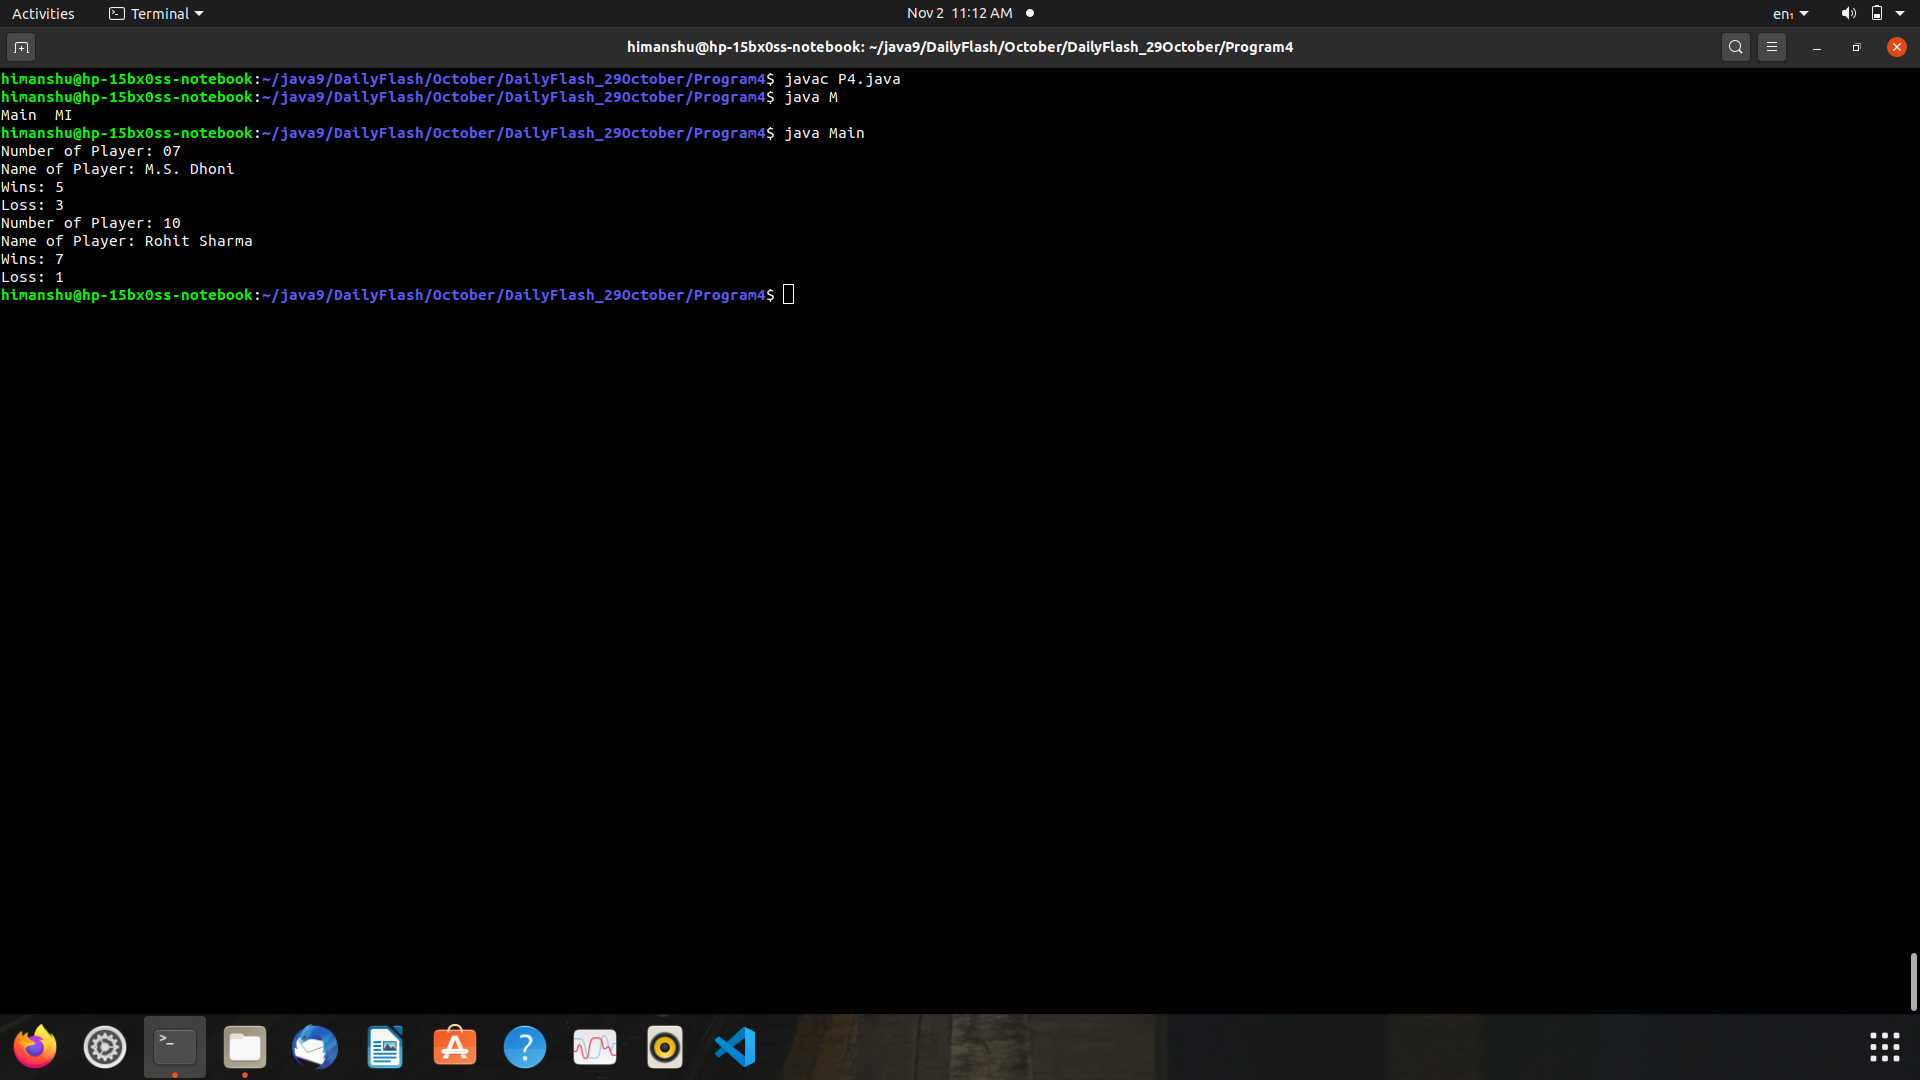 Activities Terminal Nov 2 11:12 AM en₁
himanshu@hp-15bx0ss-notebook: ~/java9/DailyFlash/October/DailyFlash_29October/Program4
himanshu@hp-15bx0ss-notebook:~/java9/DailyFlash/October/DailyFlash_29October/Program4$ javac P4.java
himanshu@hp-15bx0ss-notebook:~/java9/DailyFlash/October/DailyFlash_29October/Program4$ java M
Main  MI
himanshu@hp-15bx0ss-notebook:~/java9/DailyFlash/October/DailyFlash_29October/Program4$ java Main
Number of Player: 07
Name of Player: M.S. Dhoni
Wins: 5
Loss: 3
Number of Player: 10
Name of Player: Rohit Sharma
Wins: 7
Loss: 1
himanshu@hp-15bx0ss-notebook:~/java9/DailyFlash/October/DailyFlash_29October/Program4$